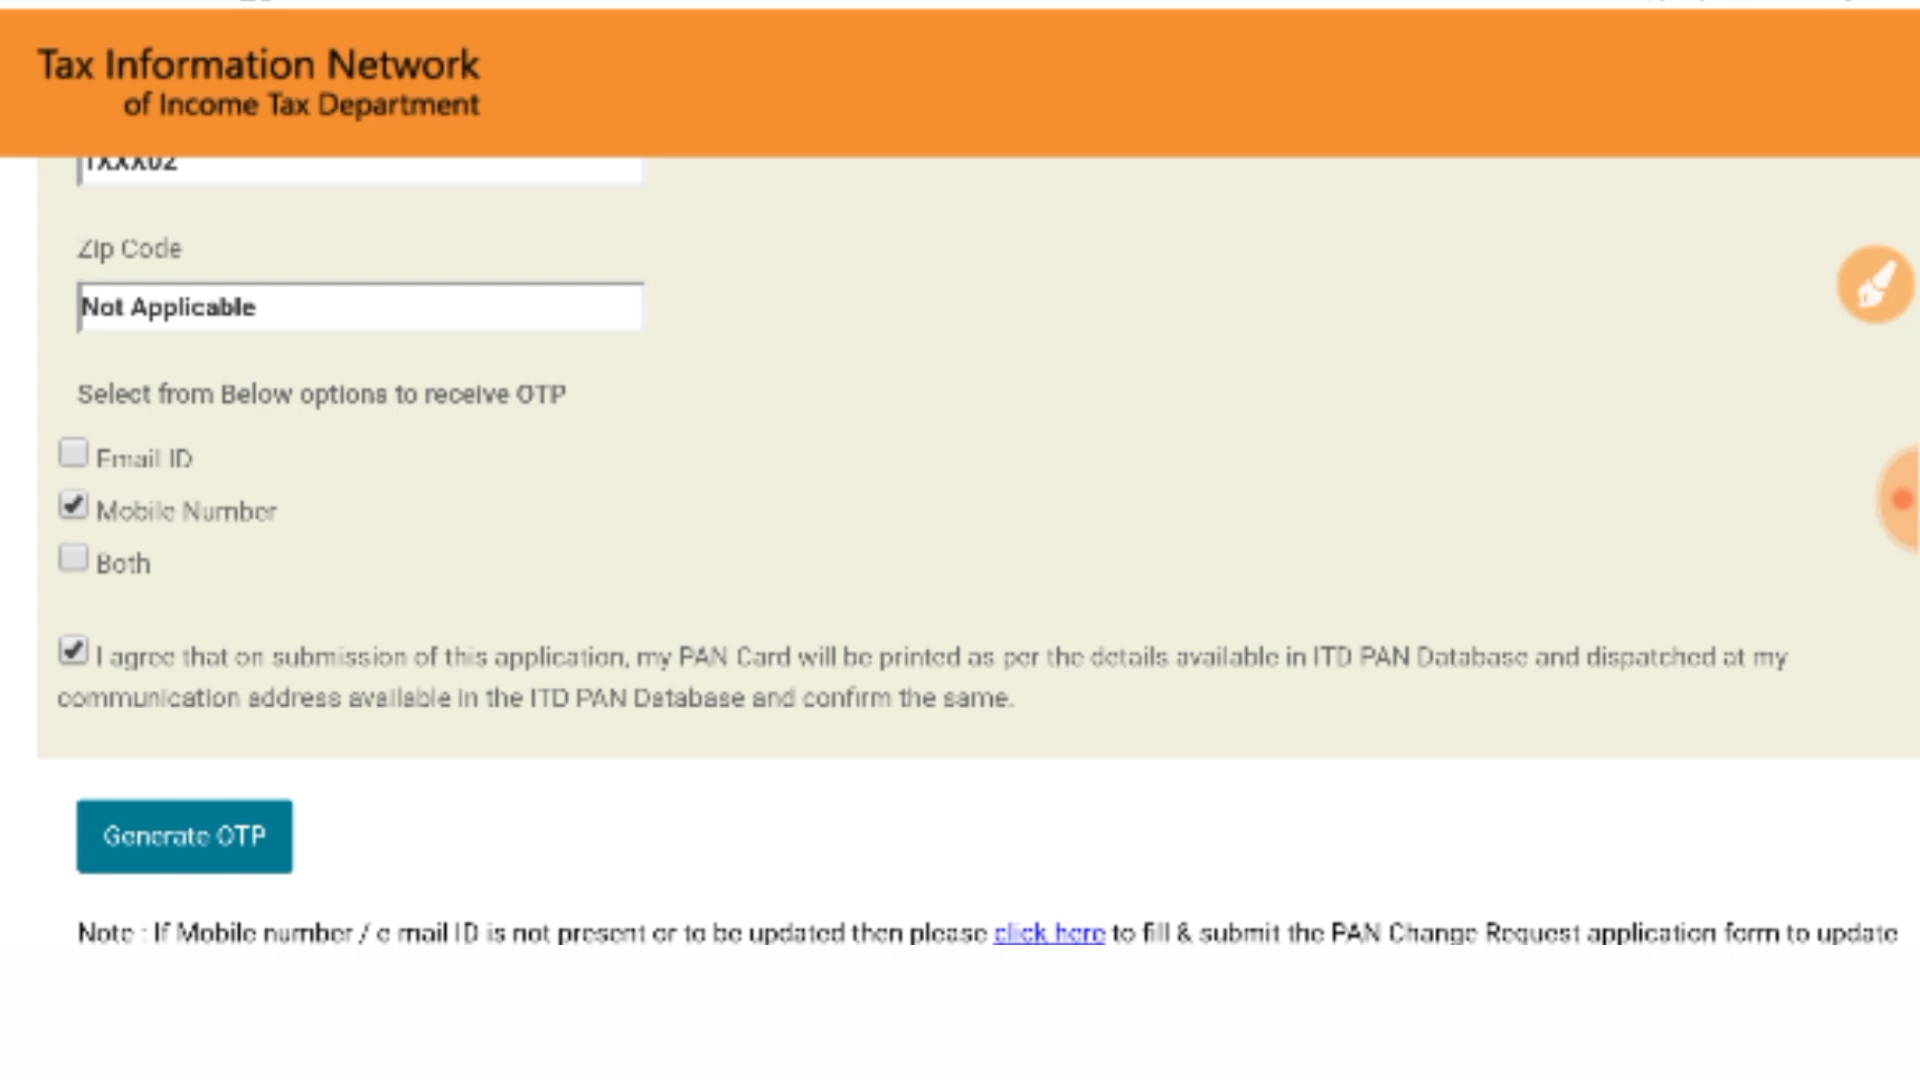 Tax Information Network
of Income Tax Department
1XXX02
Zip Code
Not Applicable
Select from Below options to receive OTP
Email ID
Mobile Number
Both
I agree that on submission of this application, my PAN Card will be printed as per the details available in ITD PAN Database and dispatched at my
communication address available in the ITD PAN Database and confirm the same.
Generate OTP
Note : If Mobile number / e mail ID is not present or to be updated then please click here to fill & submit the PAN Change Request application form to update